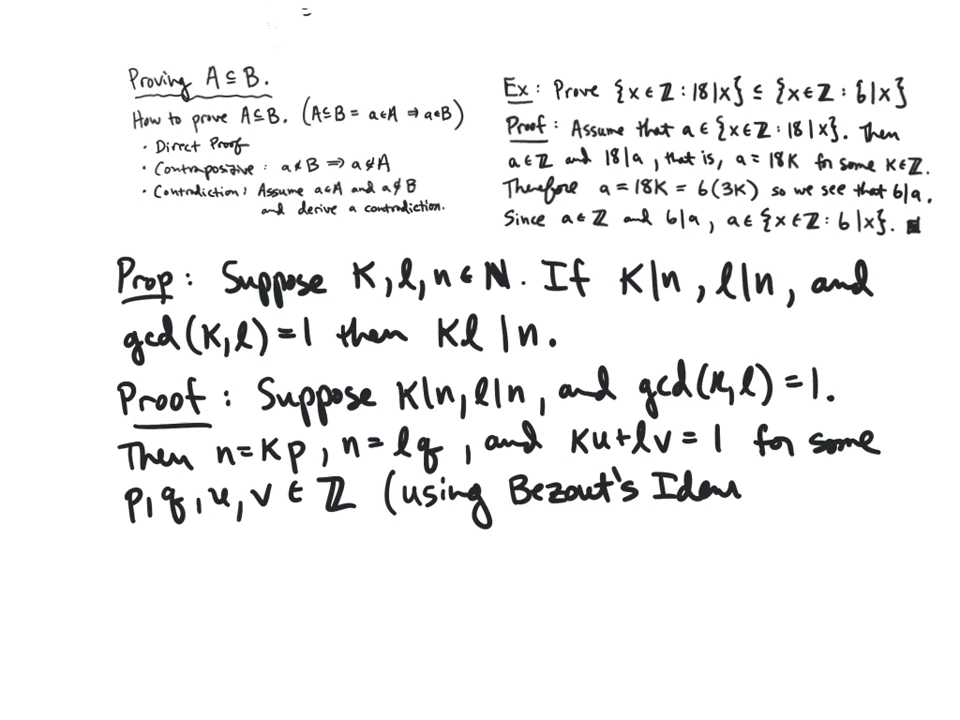 Proving A ⊆ B.
How to prove A ⊆ B. (A ⊆ B = a ∈ A ⇒ a ∈ B)
· Direct Proof
· Contrapositive : a ∉ B ⇒ a ∉ A
· Contradiction : Assume a ∈ A and a ∉ B
and derive a contradiction.
Ex : Prove {x ∈ ℤ : 18 | x} ⊆ {x ∈ ℤ : 6 | x}
Proof : Assume that a ∈ {x ∈ ℤ : 18 | x}. Then
a ∈ ℤ and 18 | a , that is, a = 18K for some K ∈ ℤ.
Therefore a = 18K = 6(3K) so we see that 6 | a.
Since a ∈ ℤ and 6 | a , a ∈ {x ∈ ℤ : 6 | x}. ■
Prop : Suppose K, l, n ∈ ℕ. If K | n , l | n , and
gcd(K, l) = 1 then Kl | n.
Proof : Suppose K | n, l | n , and gcd(K, l) = 1.
Then n = Kp , n = lq , and Ku + lv = 1 for some
p, q, u, v ∈ ℤ (using Bezout's Iden